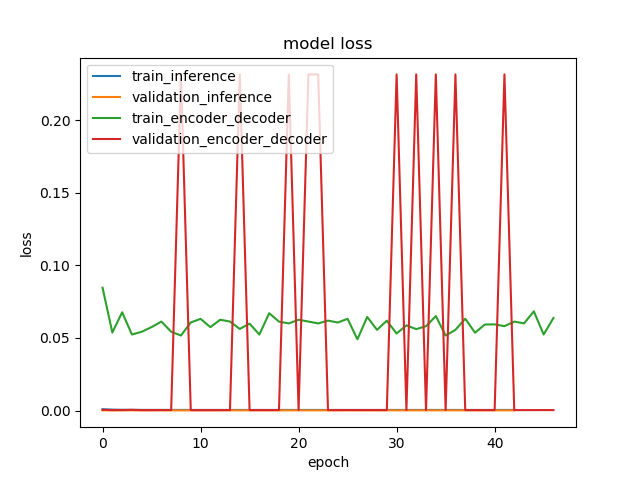 model loss
train_inference
validation_inference
train_encoder_decoder
validation_encoder_decoder
0.20
0.15
0.10
0.05
0.00
loss
0 10 20 30 40
epoch